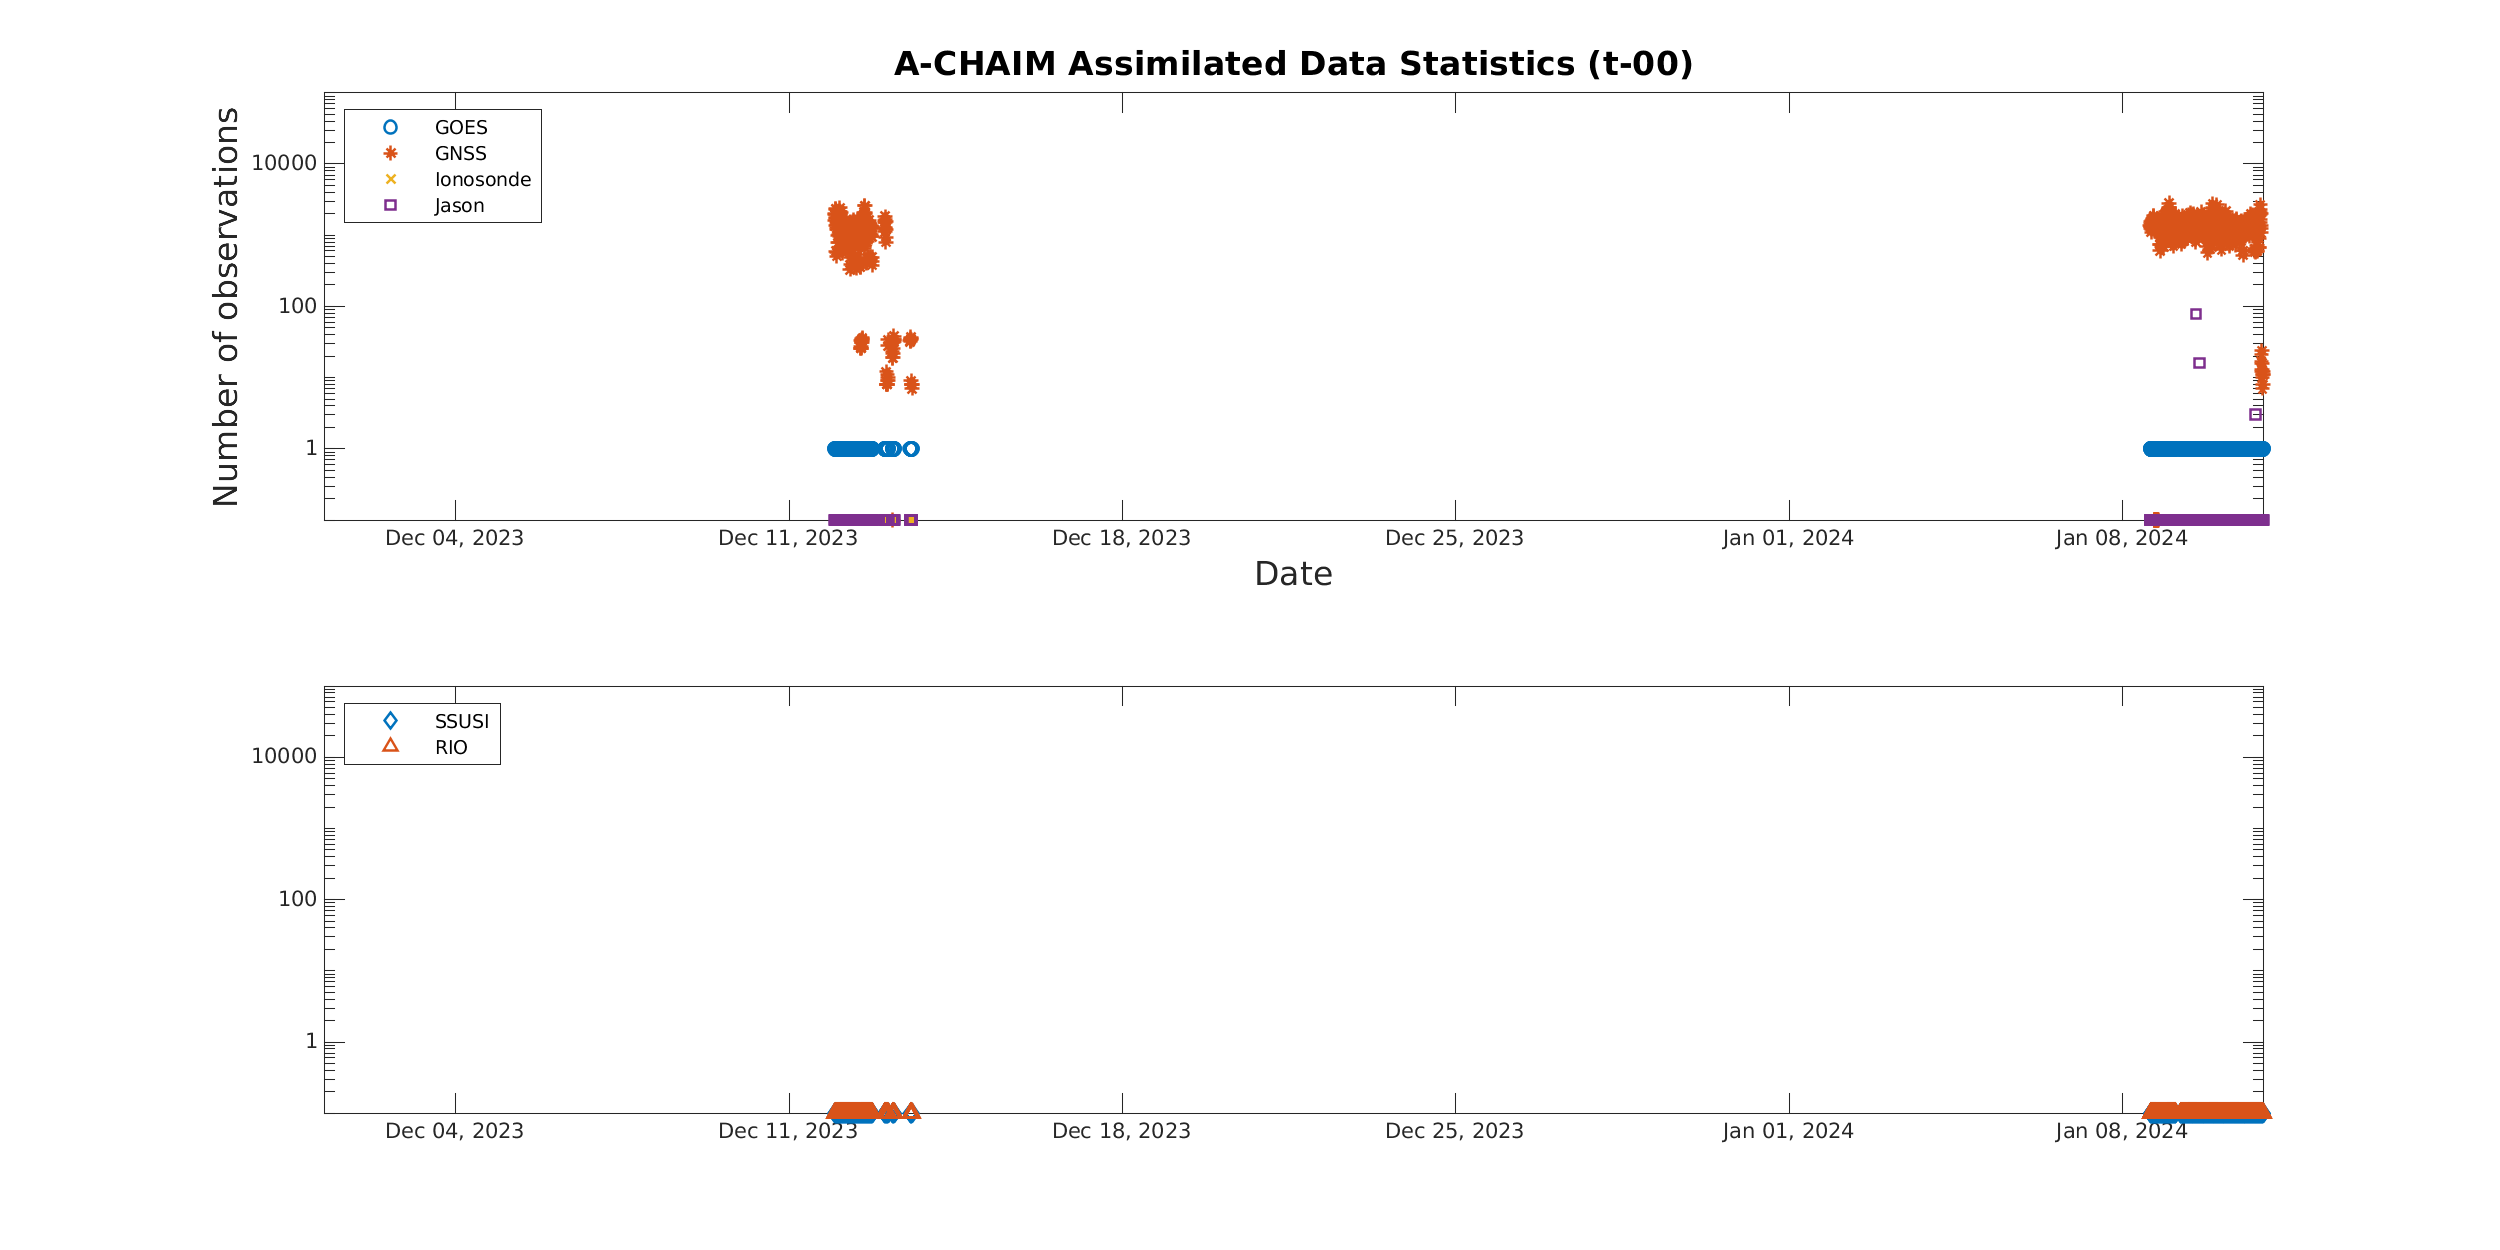 A-CHAIM Assimilated Data Statistics (t-00)
Number of observations
GOES
GNSS
Ionosonde
Jason
10000
100
1
Dec 04, 2023
Dec 11, 2023
Dec 18, 2023
Dec 25, 2023
Jan 01, 2024
Jan 08, 2024
Date
SSUSI
RIO
10000
100
1
Dec 04, 2023
Dec 11, 2023
Dec 18, 2023
Dec 25, 2023
Jan 01, 2024
Jan 08, 2024